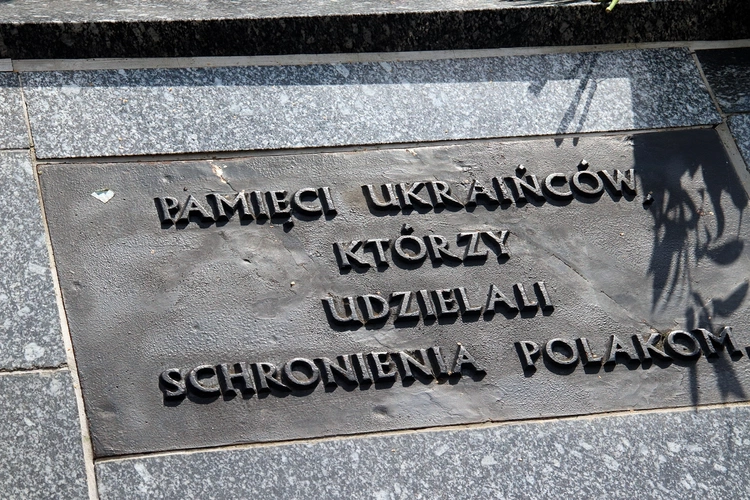 PAMIĘCI UKRAIŃCÓW,
KTÓRZY
UDZIELALI
SCHRONIENIA POLAKOM.